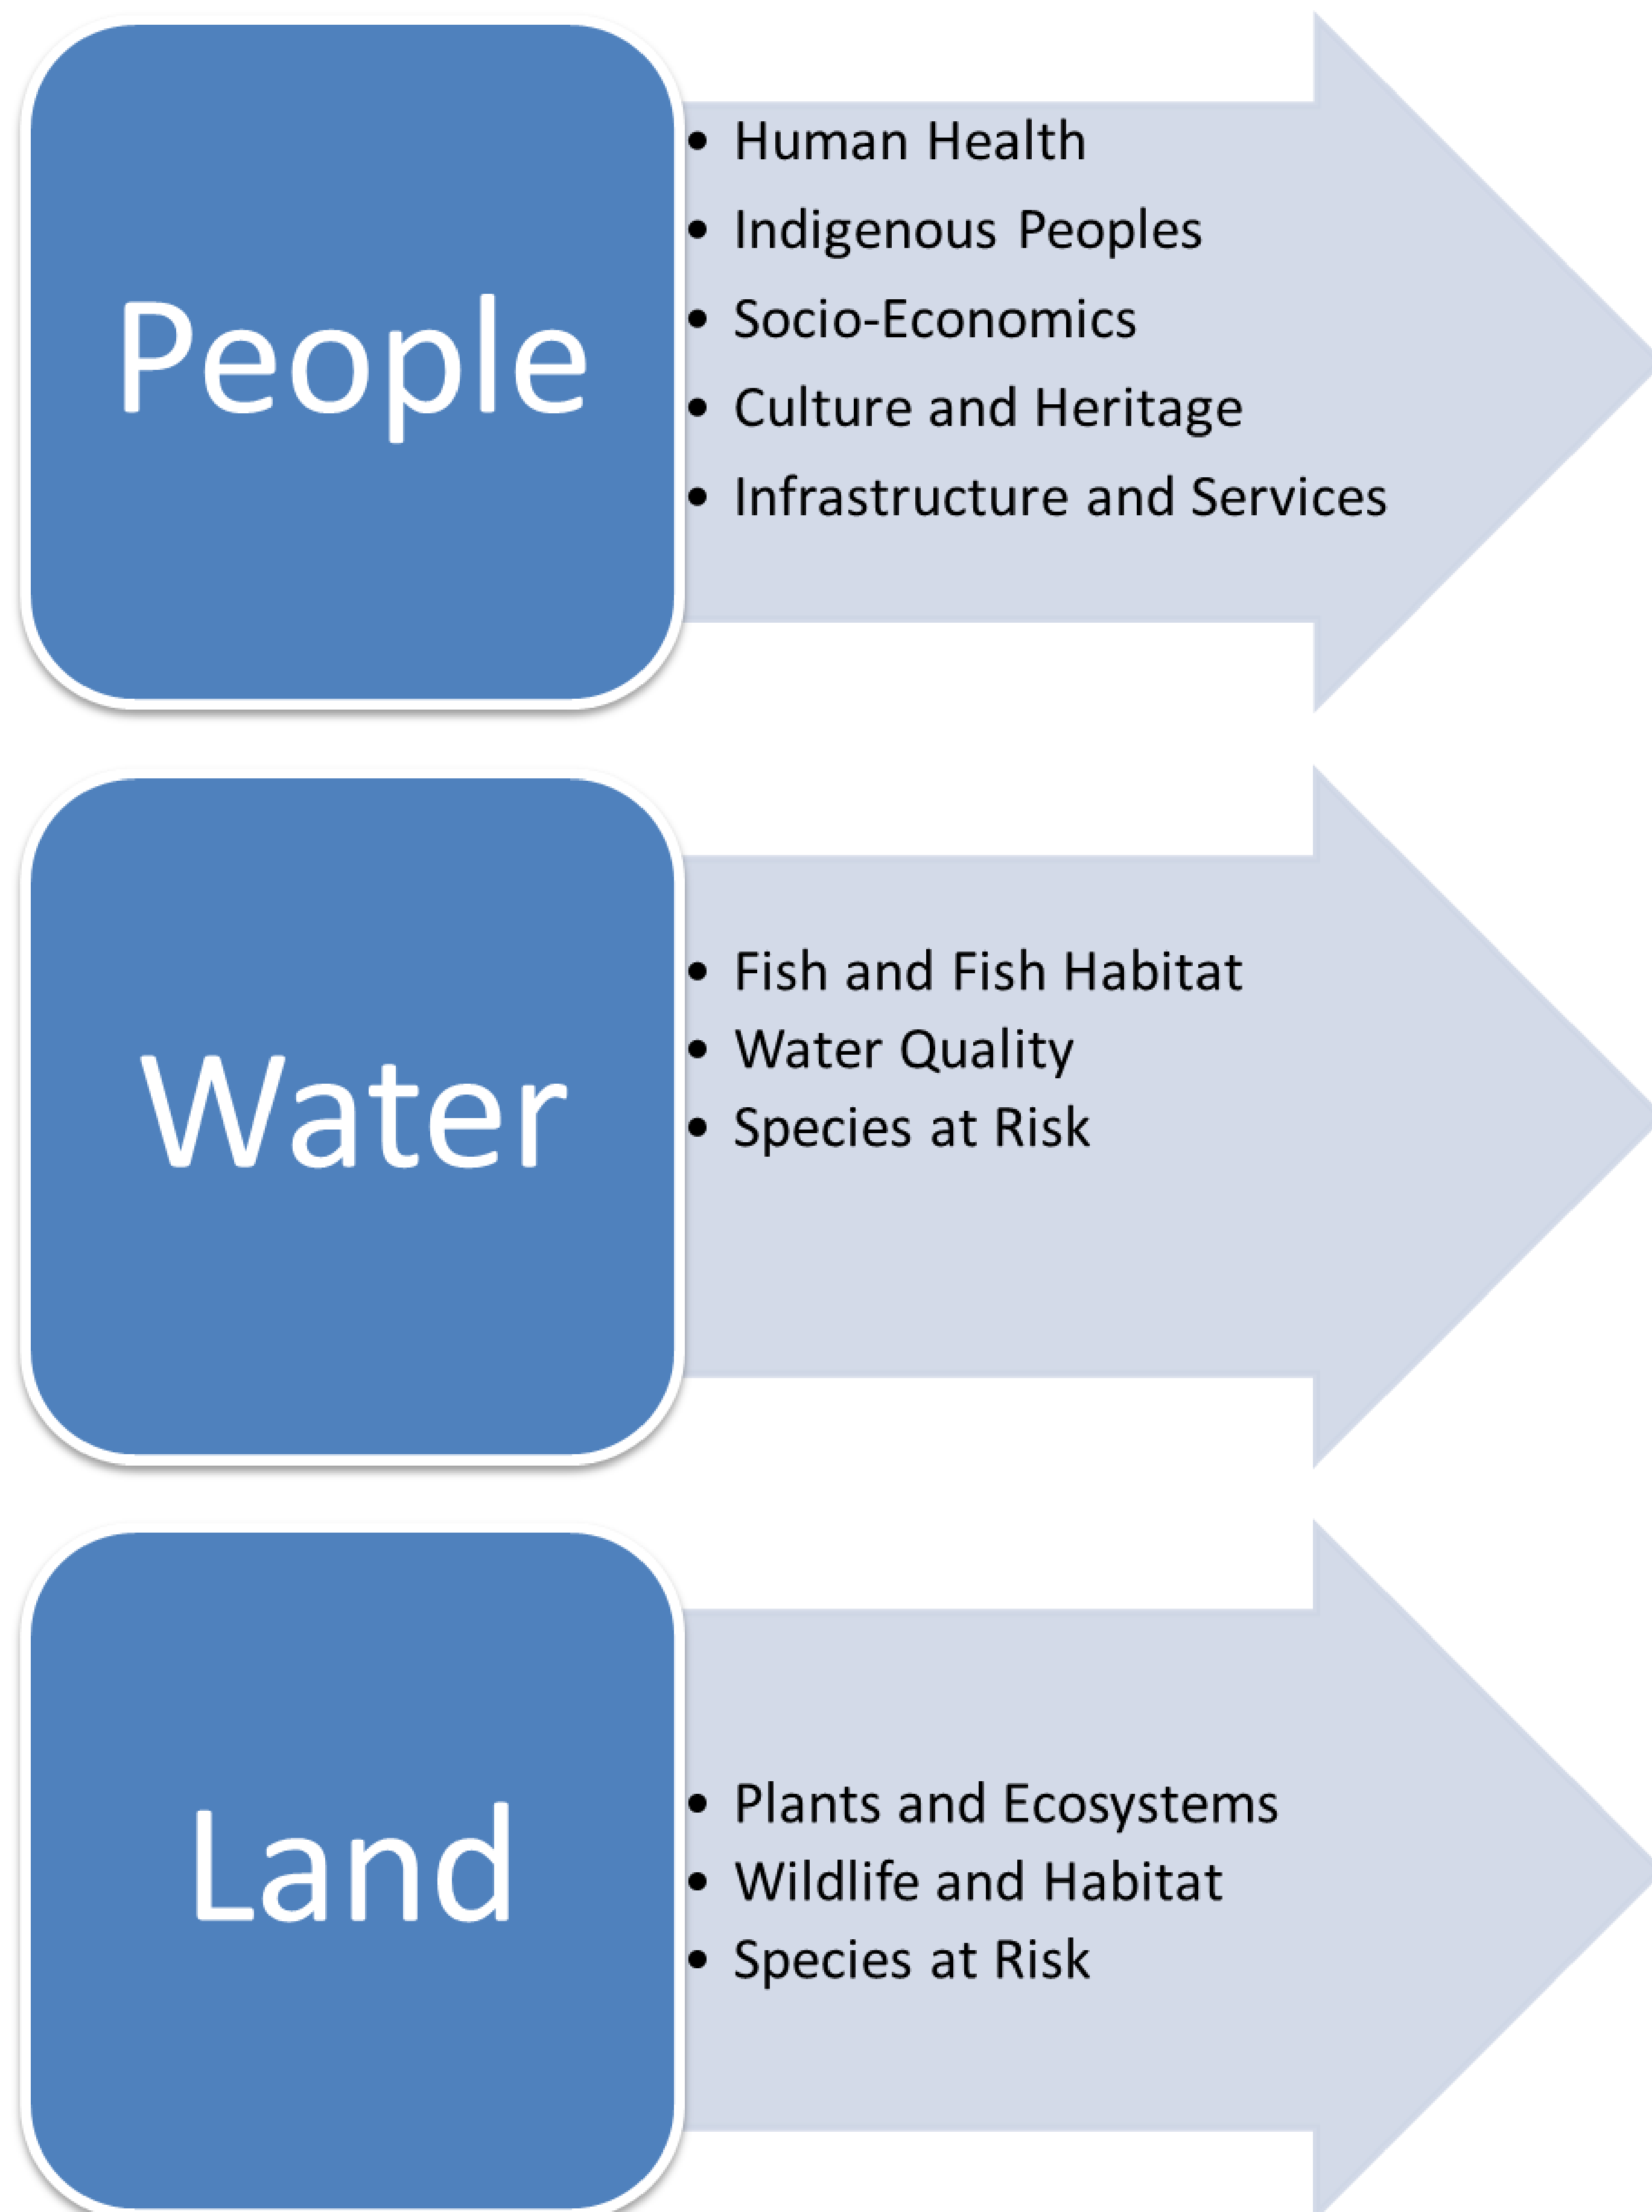 People
• Human Health
• Indigenous Peoples
• Socio-Economics
• Culture and Heritage
• Infrastructure and Services
Water
• Fish and Fish Habitat
• Water Quality
• Species at Risk
Land
• Plants and Ecosystems
• Wildlife and Habitat
• Species at Risk